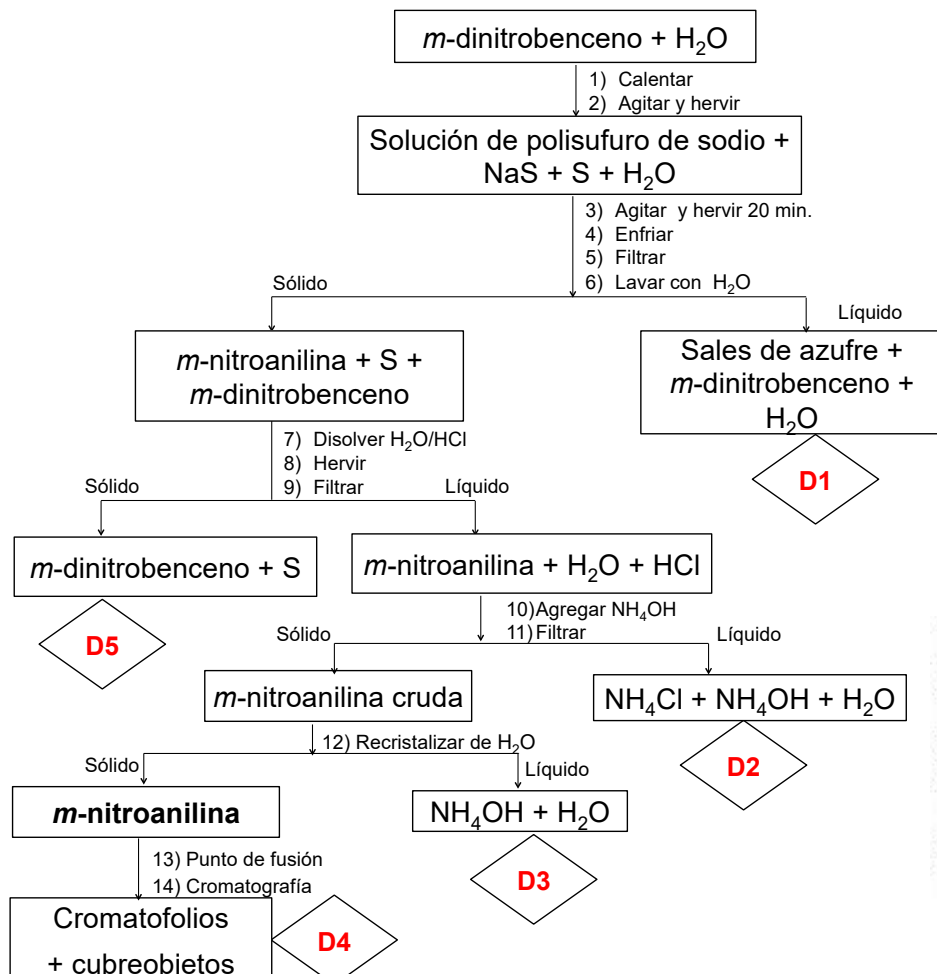 m-dinitrobenceno + H₂O
1) Calentar
2) Agitar y hervir
Solución de polisufuro de sodio +
NaS + S + H₂O
3) Agitar y hervir 20 min.
4) Enfriar
5) Filtrar
6) Lavar con H₂O
Sólido
Líquido
m-nitroanilina + S +
m-dinitrobenceno
Sales de azufre +
m-dinitrobenceno +
H₂O
D1
7) Disolver H₂O/HCl
8) Hervir
9) Filtrar
Sólido
Líquido
m-dinitrobenceno + S
D5
m-nitroanilina + H₂O + HCl
10) Agregar NH₄OH
11) Filtrar
Sólido
Líquido
m-nitroanilina cruda
NH₄Cl + NH₄OH + H₂O
D2
12) Recristalizar de H₂O
Sólido
Líquido
m-nitroanilina
NH₄OH + H₂O
D3
13) Punto de fusión
14) Cromatografía
Cromatofolios
+ cubreobjetos
D4